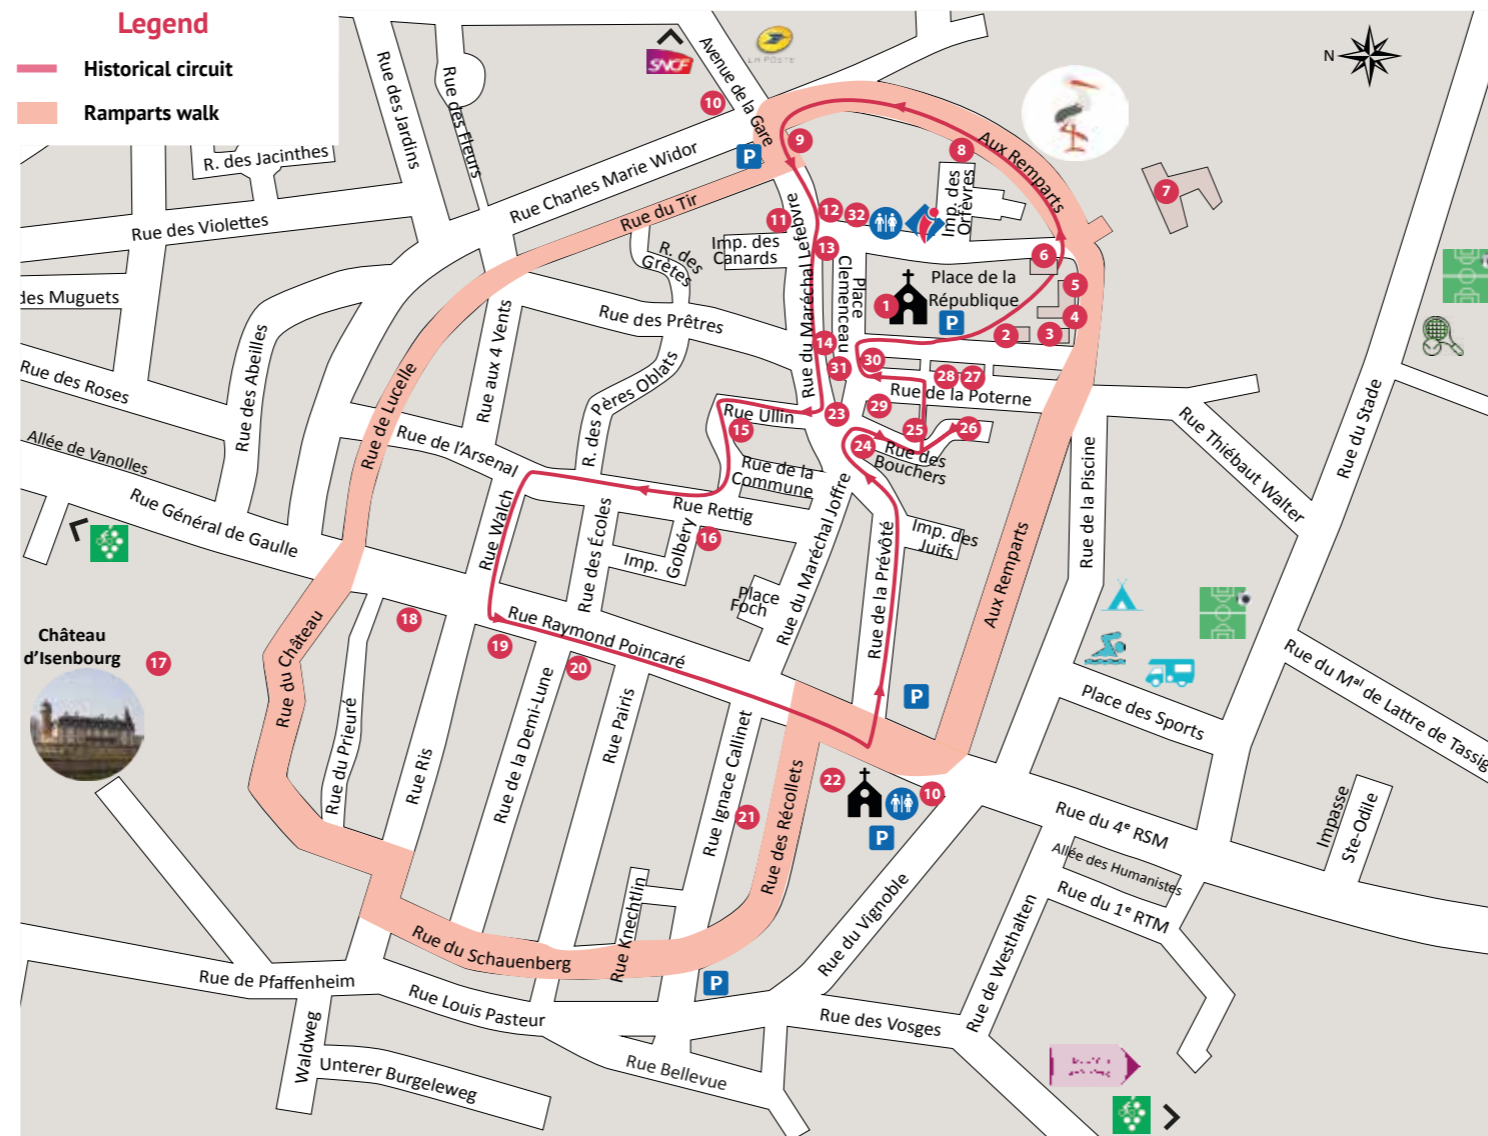 Legend
Historical circuit
Ramparts walk
N
SNCF
LA POSTE
Avenue de la Gare
Rue des Jardins
Rue des Fleurs
R. des Jacinthes
Rue des Violettes
Rue Charles Marie Widor
Rue du Tir
des Muguets
Rue des Roses
Rue des Abeilles
Allée de Vanolles
Rue Général de Gaulle
Rue de Lucelle
Rue aux 4 Vents
Rue de l'Arsenal
R. des
Grêtes
Rue des Prêtres
R. des Pères Oblats
Imp. des
Canards
Rue du Maréchal Lefebvre
Place
Clemenceau
Place de la
République
Imp. des
Orfèvres
Aux Remparts
Rue de la Poterne
Rue Ullin
Rue de la
Commune
Rue Rettig
Rue des
Bouchers
Rue Walch
Rue des Écoles
Imp.
Golbéry
Place
Foch
Rue du Maréchal Joffre
Rue de la Prévôté
Imp. des
Juifs
Aux Remparts
Rue de la Piscine
Rue Thiébaut Walter
Rue du Stade
Rue Raymond Poincaré
Château
d'Isenbourg
Rue du Château
Rue du Prieuré
Rue Ris
Rue de la Demi-Lune
Rue Pairis
Rue Ignace Callinet
Rue des Récollets
Rue Knechtlin
Rue du Schauenberg
Place des Sports
Rue du Mal de Lattre de Tassig
Rue du 4e RSM
Allée des Humanistes
Rue du 1e RTM
Impasse
Ste-Odile
Rue du Vignoble
Rue de Westhalten
Rue des Vosges
Rue de Pfaffenheim
Rue Louis Pasteur
Rue Bellevue
Waldweg
Unterer Burgeleweg
P
P
P
P
P
1
2
3
4
5
6
7
8
9
10
10
11
12
13
14
15
16
17
18
19
20
21
22
23
24
25
26
27
28
29
30
31
32